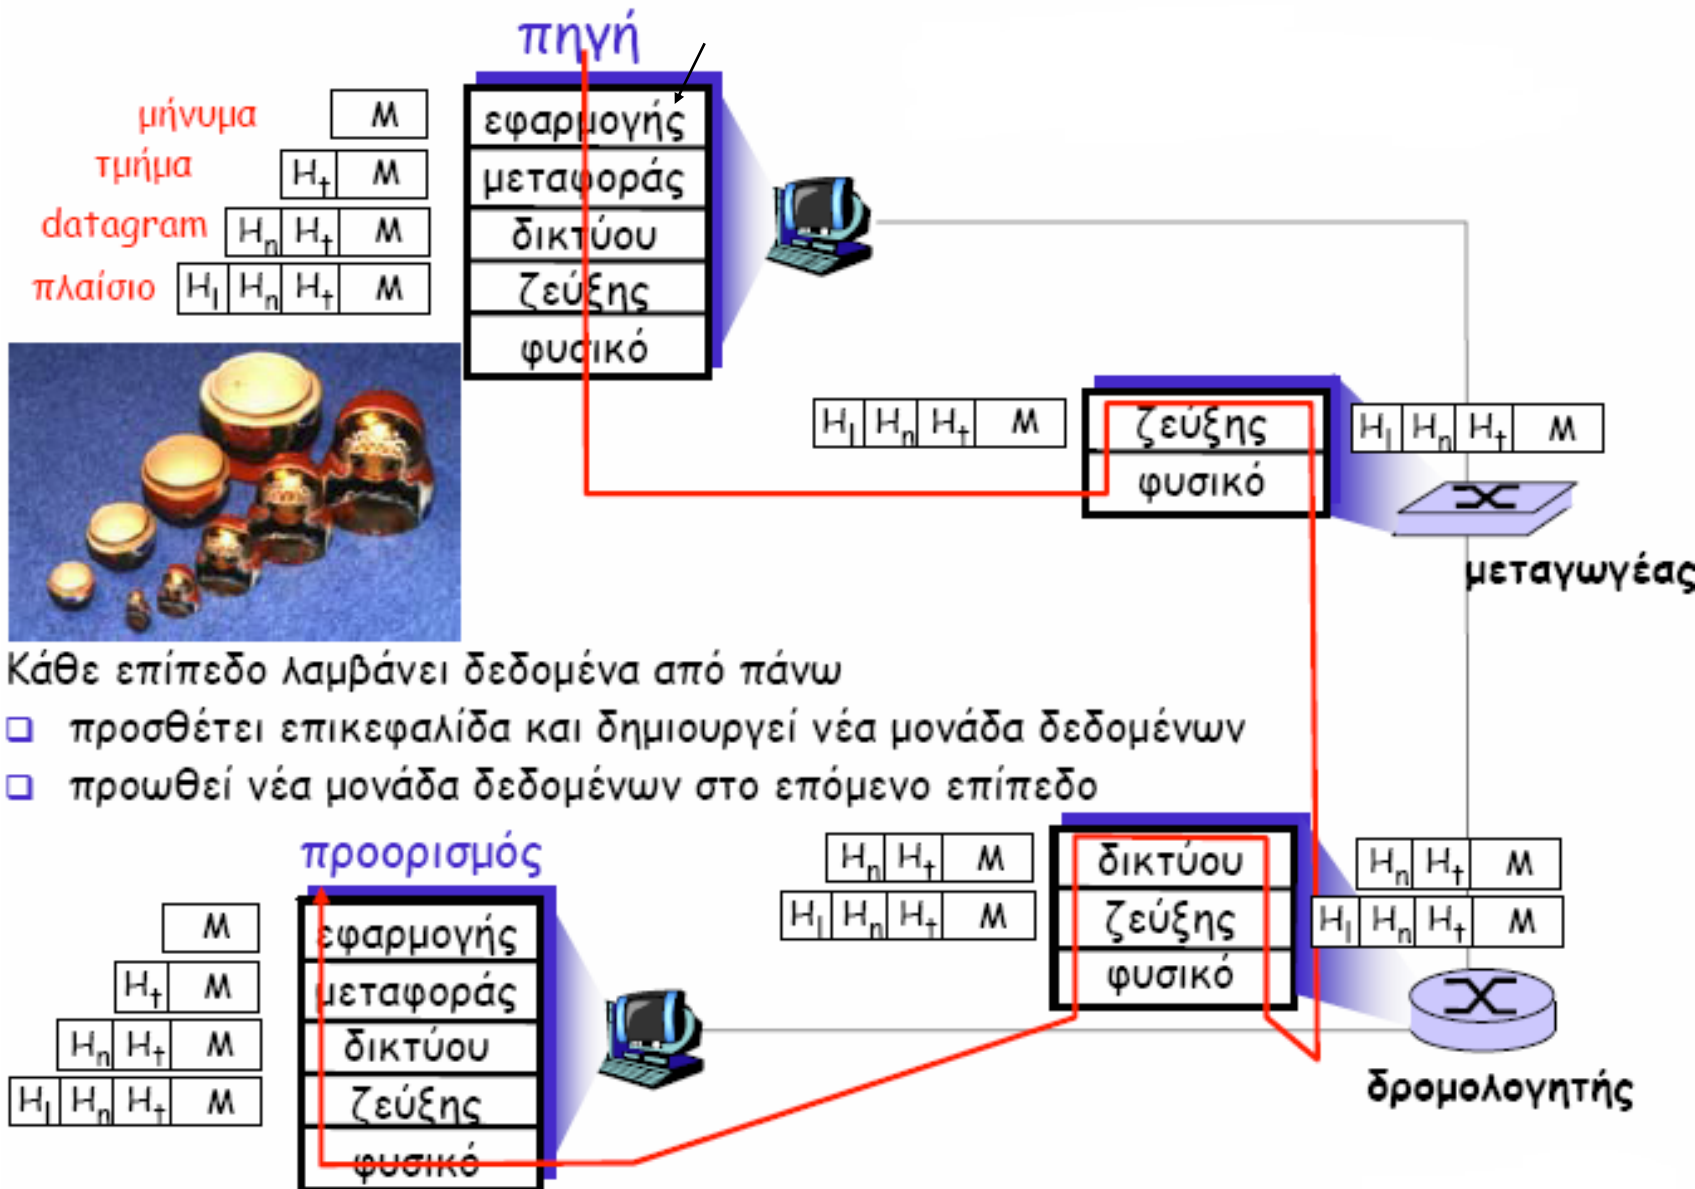 πηγή
μήνυμα M
τμήμα Ht M
datagram Hn Ht M
πλαίσιο Hl Hn Ht M
εφαρμογής
μεταφοράς
δικτύου
ζεύξης
φυσικό
Hl Hn Ht M
ζεύξης
φυσικό
Hl Hn Ht M
μεταγωγέας
Κάθε επίπεδο λαμβάνει δεδομένα από πάνω
προσθέτει επικεφαλίδα και δημιουργεί νέα μονάδα δεδομένων
προωθεί νέα μονάδα δεδομένων στο επόμενο επίπεδο
Hn Ht M
Hl Hn Ht M
δικτύου
ζεύξης
φυσικό
Hn Ht M
Hl Hn Ht M
δρομολογητής
προορισμός
M
Ht M
Hn Ht M
Hl Hn Ht M
εφαρμογής
μεταφοράς
δικτύου
ζεύξης
φυσικό